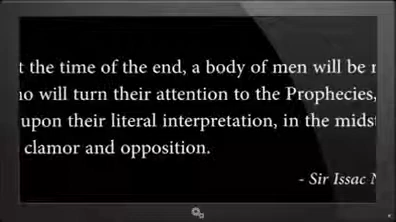 t the time of the end, a body of men will be
who will turn their attention to the Prophecies,
upon their literal interpretation, in the midst
clamor and opposition.
- Sir Issac N